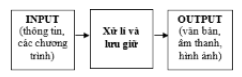 INPUT
(thông tin,
các chương
trình)
Xử lí và
lưu giữ
OUTPUT
(văn bản,
âm thanh,
hình ảnh)